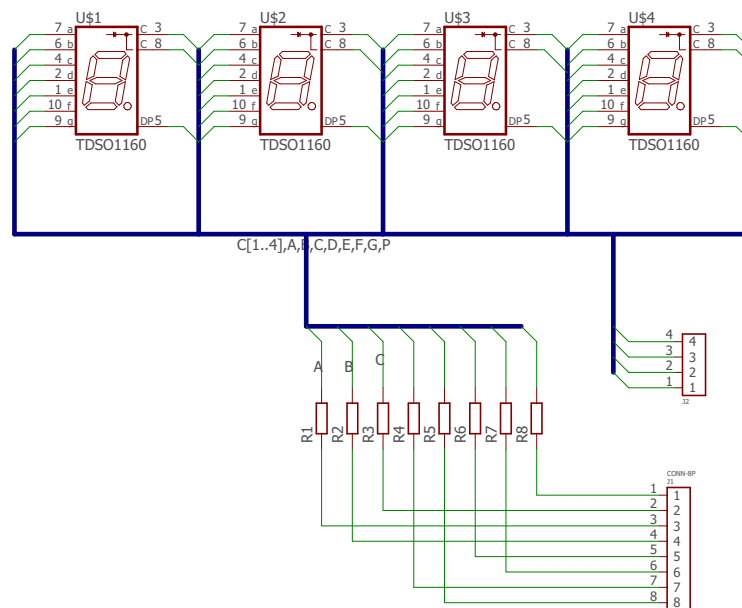 U$1
U$2
U$3
U$4
7 a C 3
6 b C 8
4 c
2 d
1 e
10 f
9 g DP 5
TDSO1160
7 a C 3
6 b C 8
4 c
2 d
1 e
10 f
9 g DP 5
TDSO1160
7 a C 3
6 b C 8
4 c
2 d
1 e
10 f
9 g DP 5
TDSO1160
7 a C 3
6 b C 8
4 c
2 d
1 e
10 f
9 g DP 5
TDSO1160
C[1..4],A,B,C,D,E,F,G,P
A
B
C
R1
R2
R3
R4
R5
R6
R7
R8
4 4
3 3
2 2
1 1
J2
CONN-8P
J1
1 1
2 2
3 3
4 4
5 5
6 6
7 7
8 8